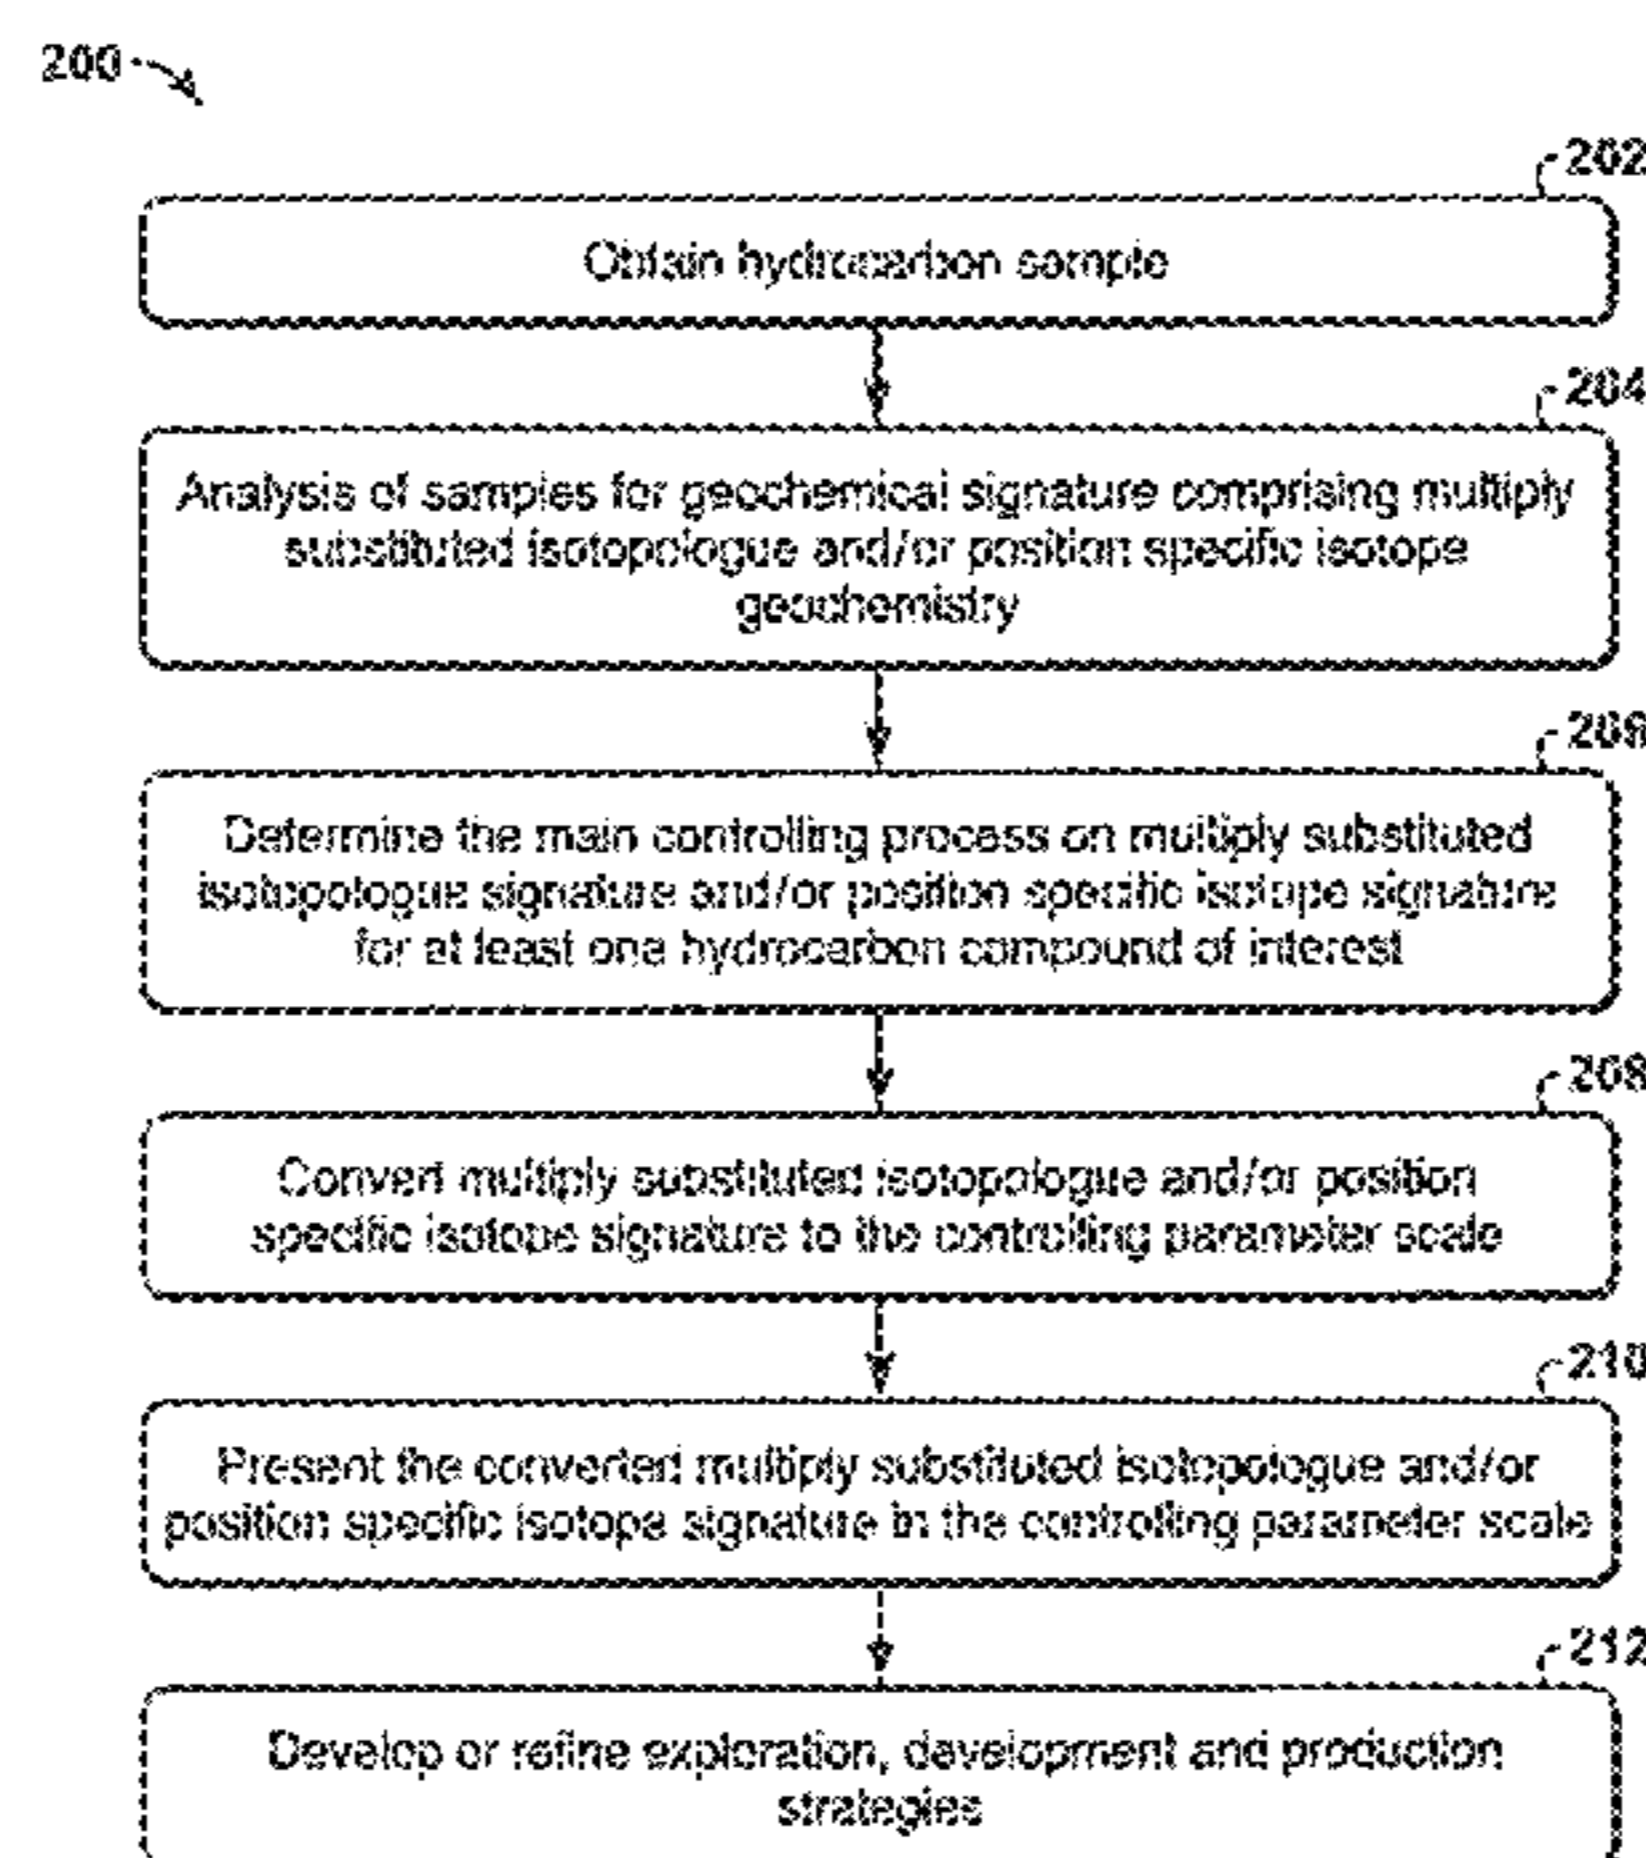 200
202
Obtain hydrocarbon sample
204
Analysis of samples for geochemical signature comprising multiply
substituted isotopologue and/or position specific isotope
geochemistry
206
Determine the main controlling process on multiply substituted
isotopologue signature and/or position specific isotope signature
for at least one hydrocarbon compound of interest
208
Convert multiply substituted isotopologue and/or position
specific isotope signature to the controlling parameter scale
210
Present the converted multiply substituted isotopologue and/or
position specific isotope signature in the controlling parameter scale
212
Develop or refine exploration, development and production
strategies